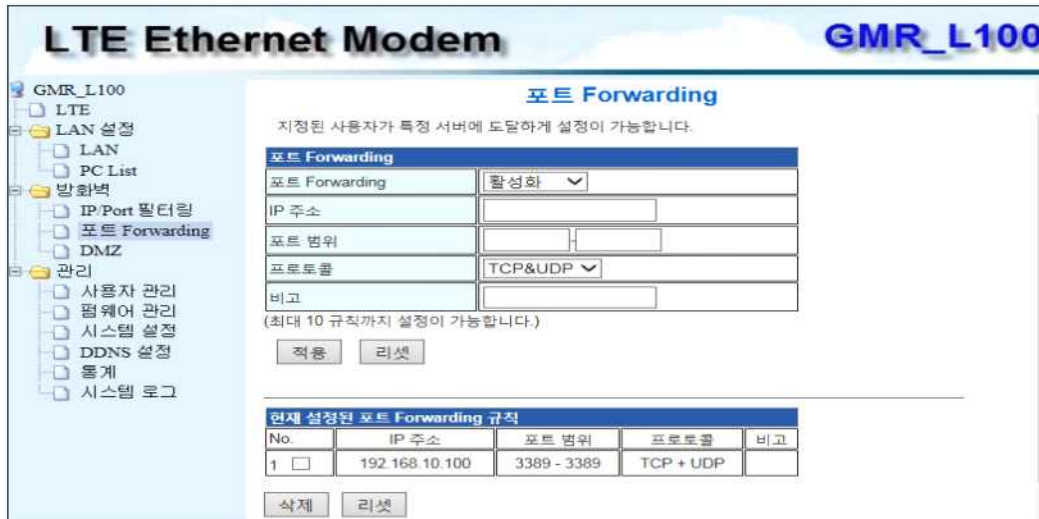 LTE Ethernet Modem
GMR_L100
GMR_L100
LTE
LAN 설정
LAN
PC List
방화벽
IP/Port 필터링
포트 Forwarding
DMZ
관리
사용자 관리
펌웨어 관리
시스템 설정
DDNS 설정
통계
시스템 로그
포트 Forwarding
지정된 사용자가 특정 서버에 도달하게 설정이 가능합니다.
포트 Forwarding
포트 Forwarding 활성화
IP 주소
포트 범위 -
프로토콜 TCP&UDP
비고
(최대 10 규칙까지 설정이 가능합니다.)
적용 리셋
현재 설정된 포트 Forwarding 규칙
No. IP 주소 포트 범위 프로토콜 비고
1 192.168.10.100 3389 - 3389 TCP + UDP
삭제 리셋